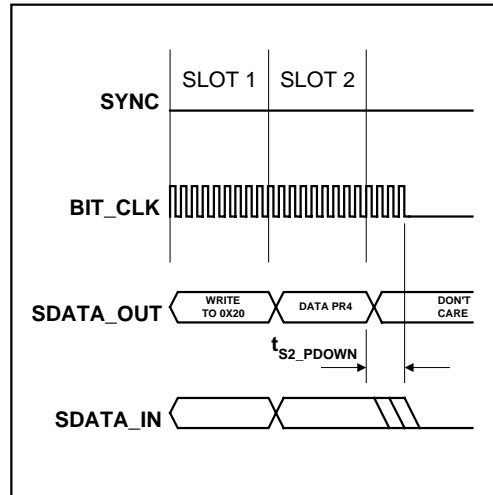 SLOT 1 SLOT 2
SYNC
BIT_CLK
SDATA_OUT
WRITE
TO 0X20
DATA PR4
DON'T
CARE
tS2_PDOWN
SDATA_IN